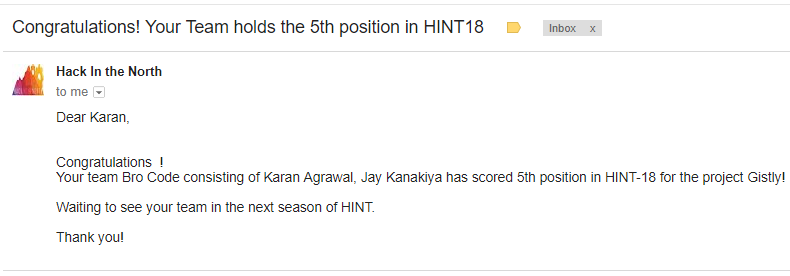 Congratulations! Your Team holds the 5th position in HINT18 Inbox x
Hack In the North
to me
Dear Karan,
Congratulations !
Your team Bro Code consisting of Karan Agrawal, Jay Kanakiya has scored 5th position in HINT-18 for the project Gistly!
Waiting to see your team in the next season of HINT.
Thank you!